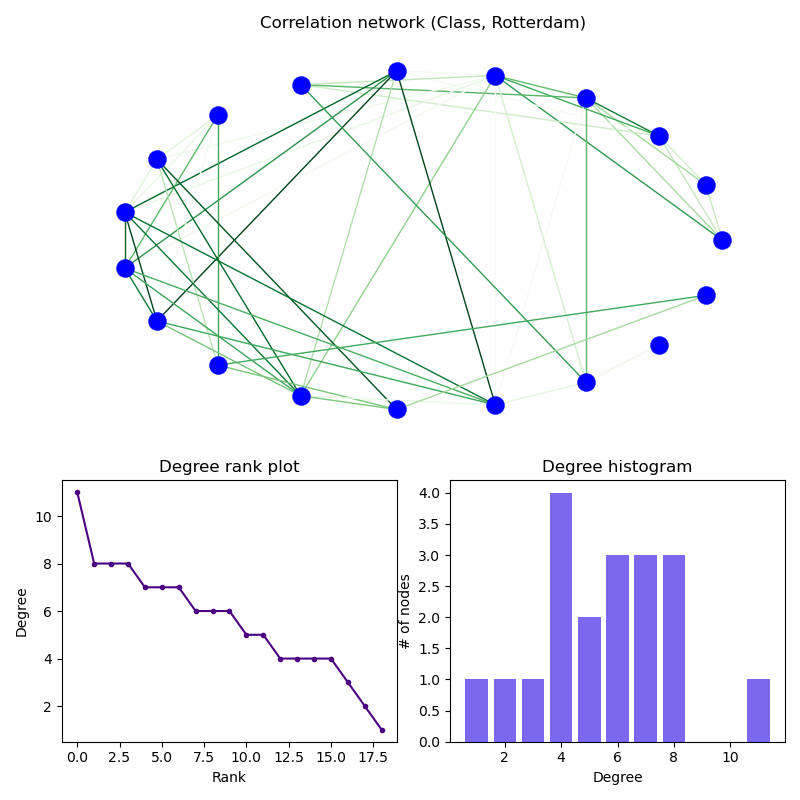 Correlation network (Class, Rotterdam)
Degree rank plot
Degree
10
8
6
4
2
0.0 2.5 5.0 7.5 10.0 12.5 15.0 17.5
Rank
Degree histogram
# of nodes
4.0
3.5
3.0
2.5
2.0
1.5
1.0
0.5
0.0
2 4 6 8 10
Degree